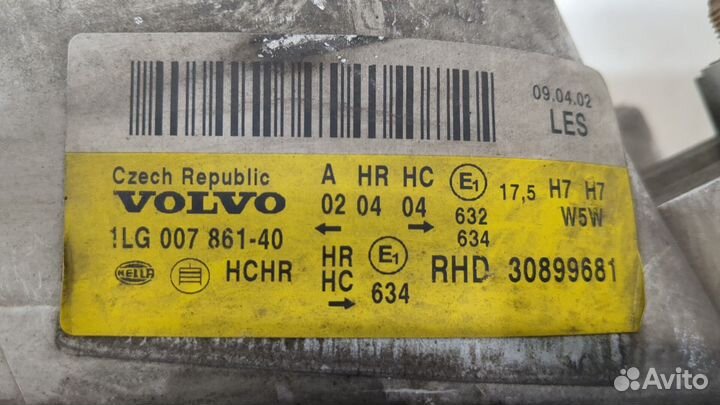 09.04.02
LES
Czech Republic
VOLVO
1LG 007 861-40
HELLA
HCHR
A HR HC E1 17,5 H7 H7
02 04 04 632 W5W
← → 634
HR E1 RHD 30899681
HC 634
→
Avito